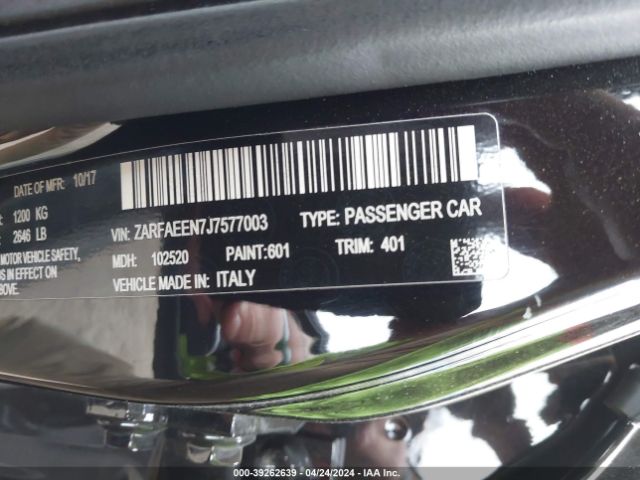 DATE OF MFR: 10/17
1200 KG
2646 LB
MOTOR VEHICLE SAFETY,
IN EFFECT ON
ABOVE.
VIN: ZARFAEEN7J7577003 TYPE: PASSENGER CAR
MDH: 102520 PAINT:601 TRIM: 401
VEHICLE MADE IN: ITALY
000-39262639 - 04/24/2024 - IAA Inc.